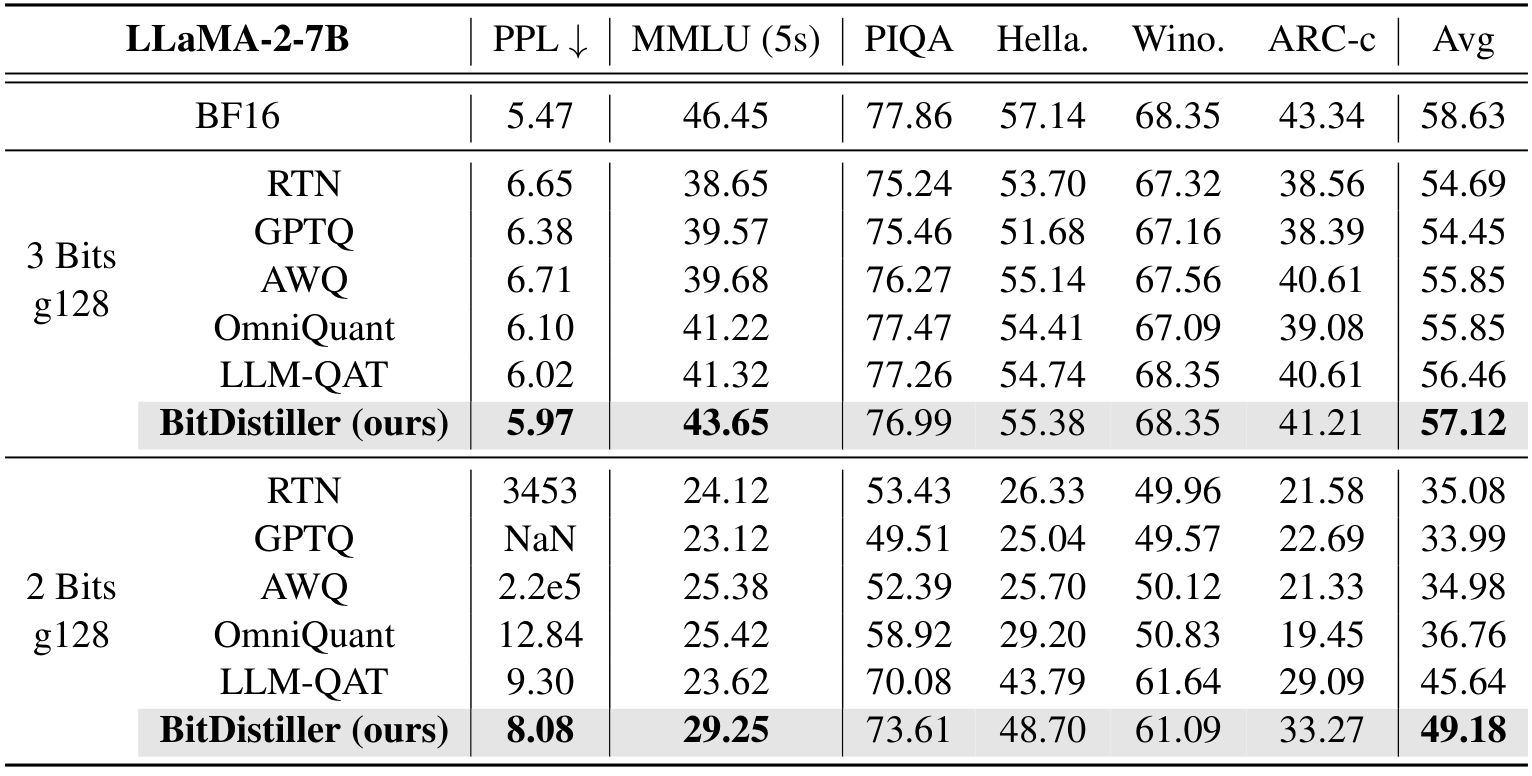 LLaMA-2-7B PPL ↓ MMLU (5s) PIQA Hella. Wino. ARC-c Avg
BF16 5.47 46.45 77.86 57.14 68.35 43.34 58.63
3 Bits g128
RTN 6.65 38.65 75.24 53.70 67.32 38.56 54.69
GPTQ 6.38 39.57 75.46 51.68 67.16 38.39 54.45
AWQ 6.71 39.68 76.27 55.14 67.56 40.61 55.85
OmniQuant 6.10 41.22 77.47 54.41 67.09 39.08 55.85
LLM-QAT 6.02 41.32 77.26 54.74 68.35 40.61 56.46
BitDistiller (ours) 5.97 43.65 76.99 55.38 68.35 41.21 57.12
2 Bits g128
RTN 3453 24.12 53.43 26.33 49.96 21.58 35.08
GPTQ NaN 23.12 49.51 25.04 49.57 22.69 33.99
AWQ 2.2e5 25.38 52.39 25.70 50.12 21.33 34.98
OmniQuant 12.84 25.42 58.92 29.20 50.83 19.45 36.76
LLM-QAT 9.30 23.62 70.08 43.79 61.64 29.09 45.64
BitDistiller (ours) 8.08 29.25 73.61 48.70 61.09 33.27 49.18